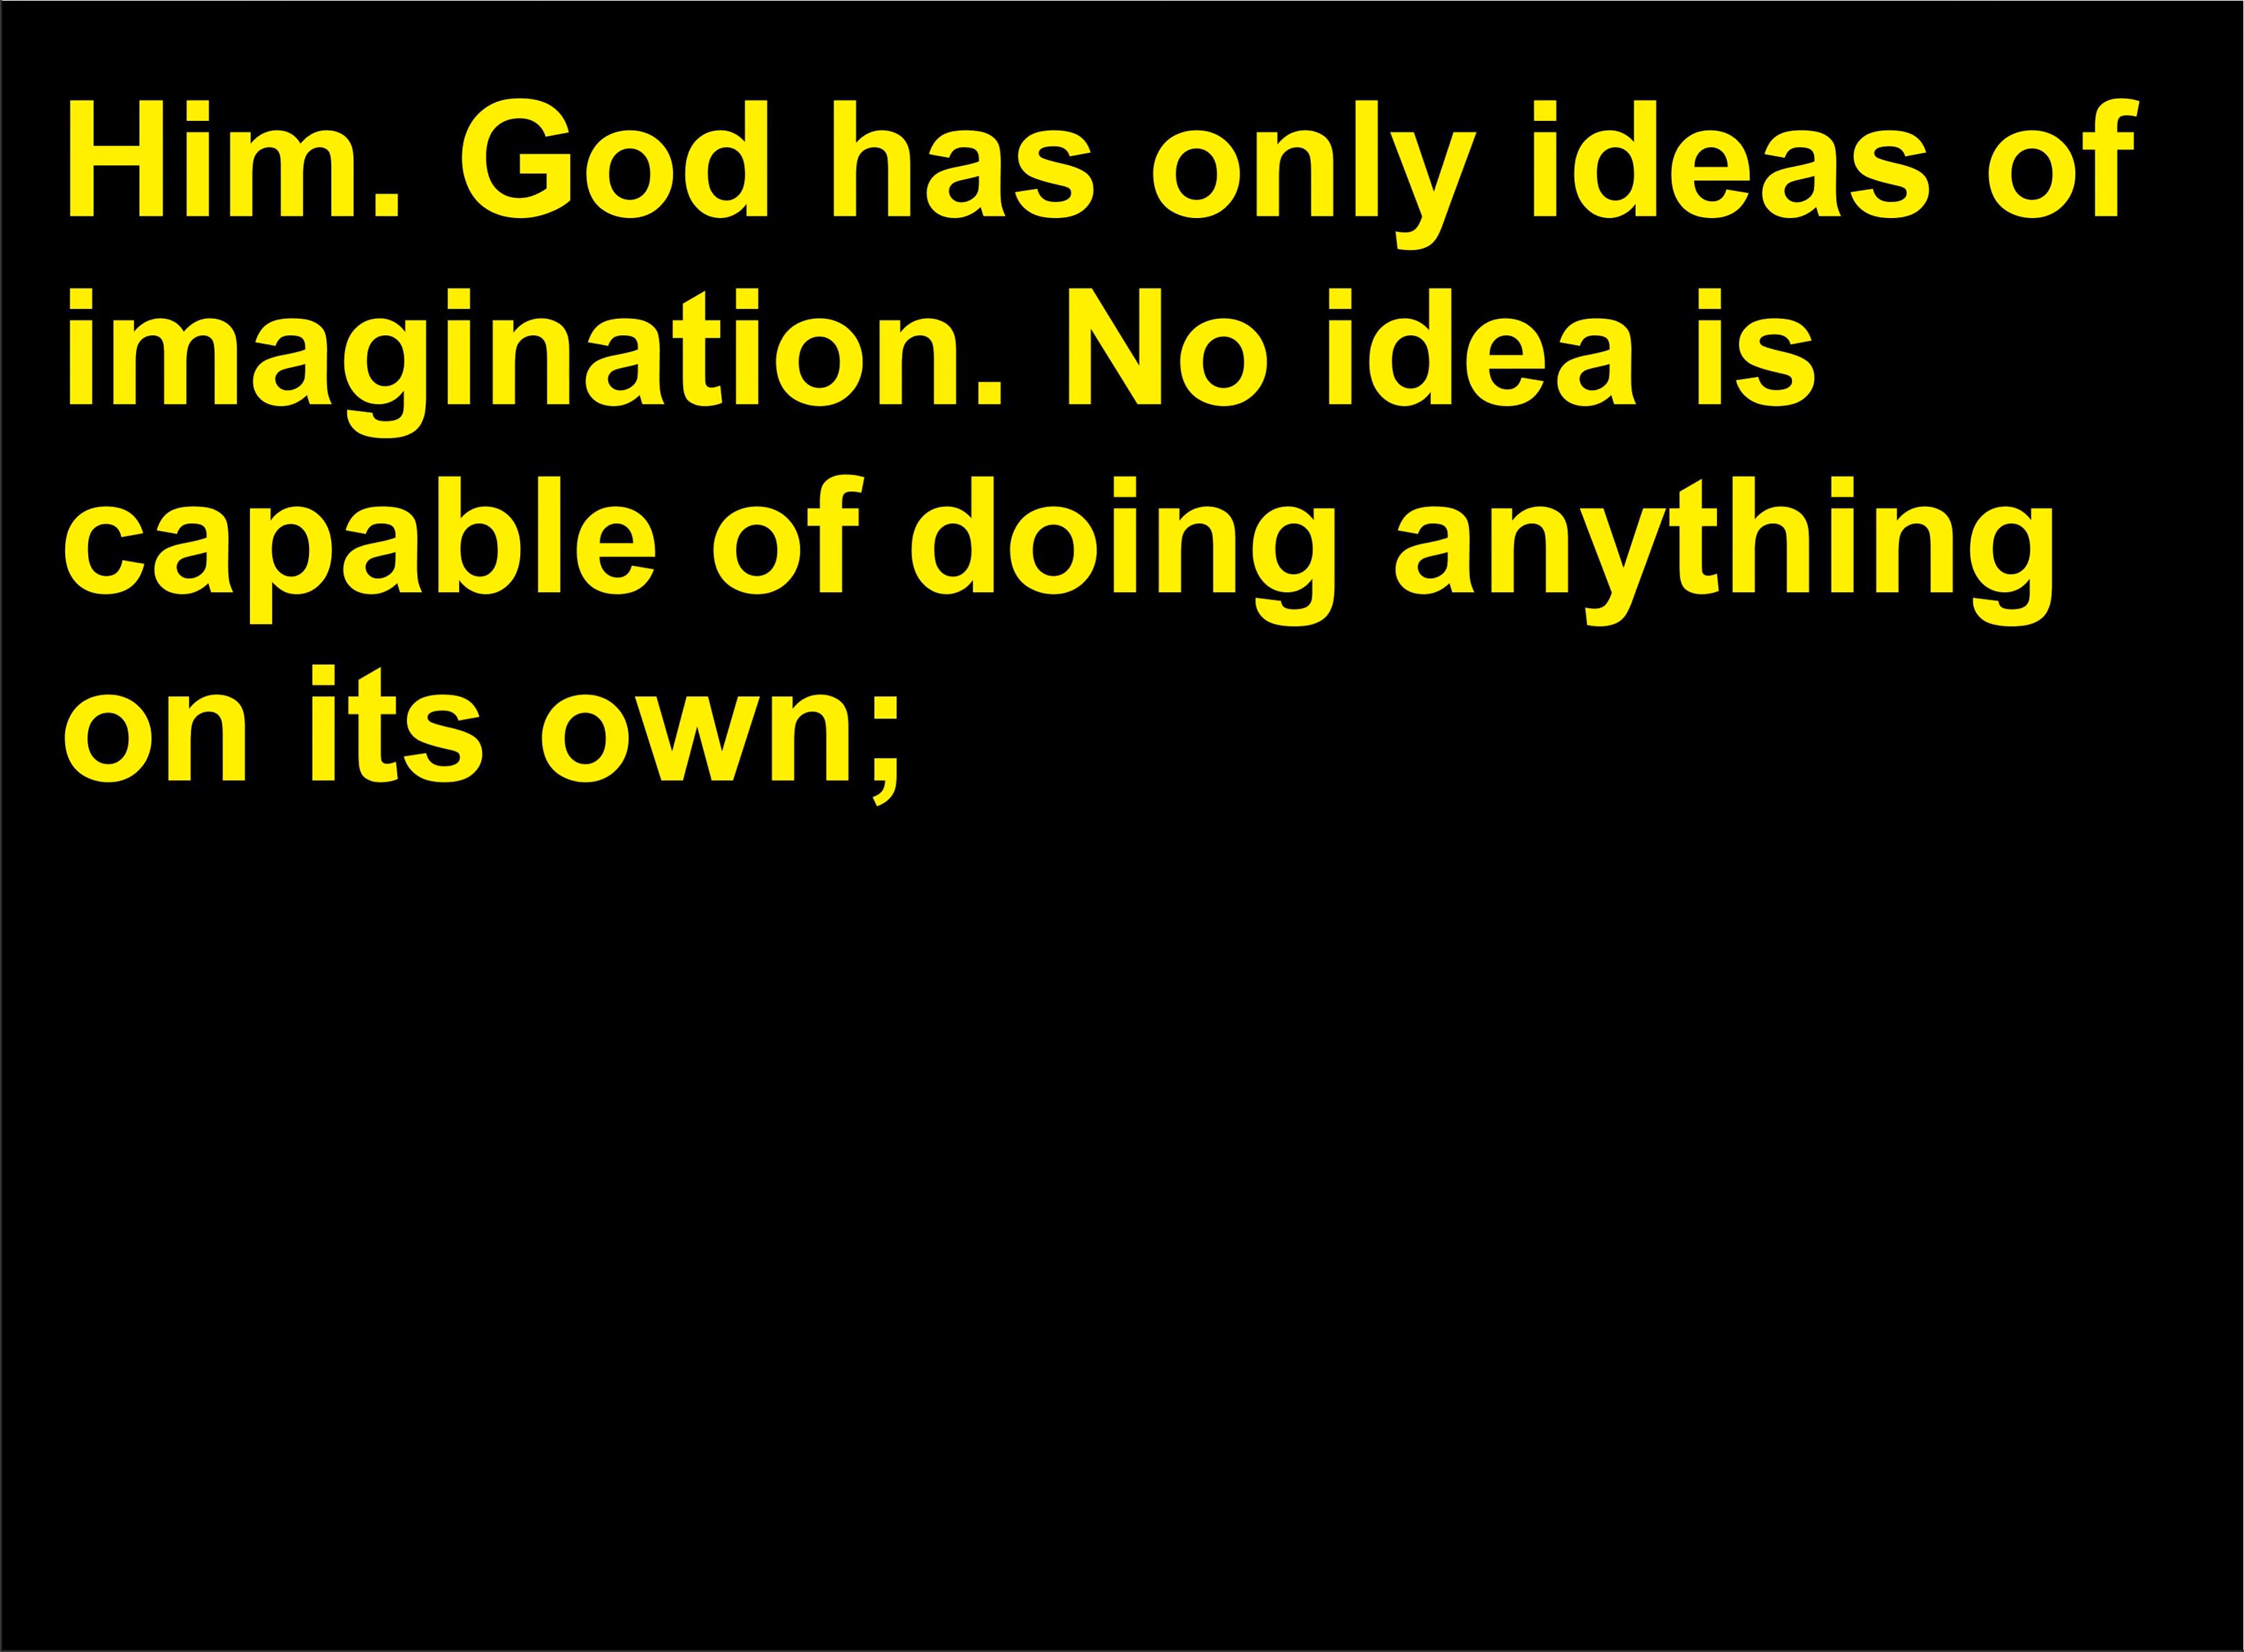 Him. God has only ideas of
imagination. No idea is
capable of doing anything
on its own;